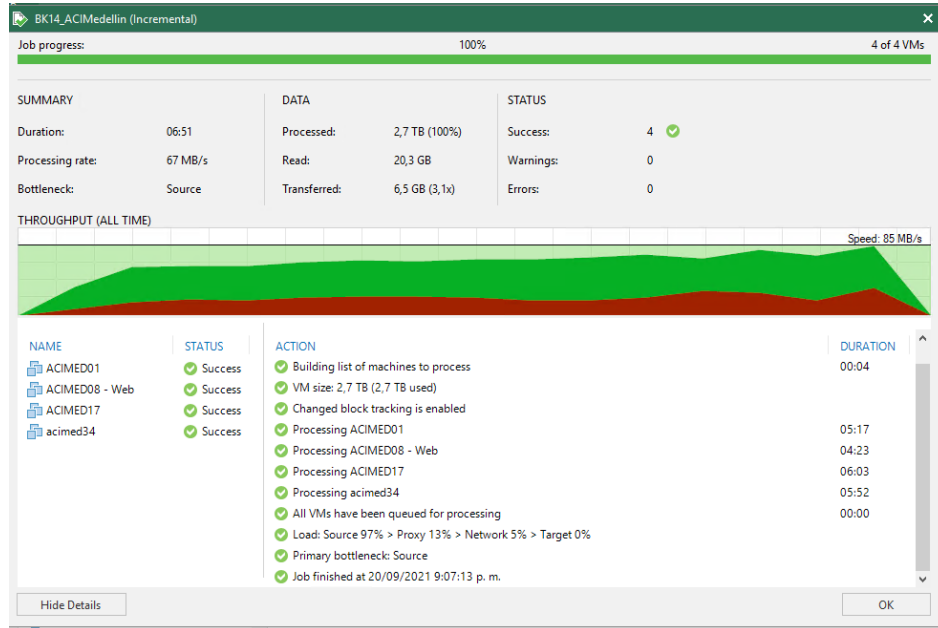 BK14_ACIMedellin (Incremental)
Job progress: 100% 4 of 4 VMs
SUMMARY DATA STATUS
Duration: 06:51 Processed: 2,7 TB (100%) Success: 4
Processing rate: 67 MB/s Read: 20,3 GB Warnings: 0
Bottleneck: Source Transferred: 6,5 GB (3,1x) Errors: 0
THROUGHPUT (ALL TIME)
Speed: 85 MB/s
NAME STATUS ACTION DURATION
ACIMED01 Success Building list of machines to process 00:04
ACIMED08 - Web Success VM size: 2,7 TB (2,7 TB used)
ACIMED17 Success Changed block tracking is enabled
acimed34 Success Processing ACIMED01 05:17
Processing ACIMED08 - Web 04:23
Processing ACIMED17 06:03
Processing acimed34 05:52
All VMs have been queued for processing 00:00
Load: Source 97% > Proxy 13% > Network 5% > Target 0%
Primary bottleneck: Source
Job finished at 20/09/2021 9:07:13 p. m.
Hide Details OK